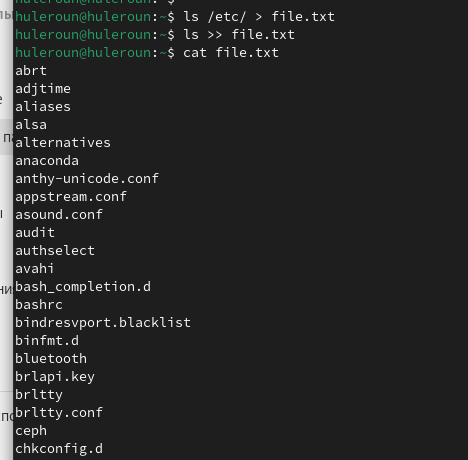 huleroun@huleroun:~$ ls /etc/ > file.txt
huleroun@huleroun:~$ ls >> file.txt
huleroun@huleroun:~$ cat file.txt
abrt
adjtime
aliases
alsa
alternatives
anaconda
anthy-unicode.conf
appstream.conf
asound.conf
audit
authselect
avahi
bash_completion.d
bashrc
bindresvport.blacklist
binfmt.d
bluetooth
brlapi.key
brltty
brltty.conf
ceph
chkconfig.d